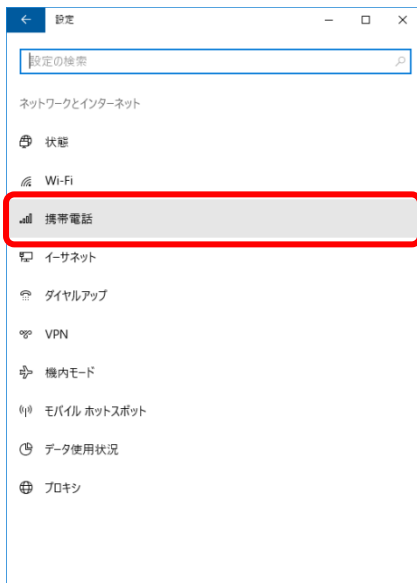 設定
設定の検索
ネットワークとインターネット
状態
Wi-Fi
携帯電話
イーサネット
ダイヤルアップ
VPN
機内モード
モバイル ホットスポット
データ使用状況
プロキシ